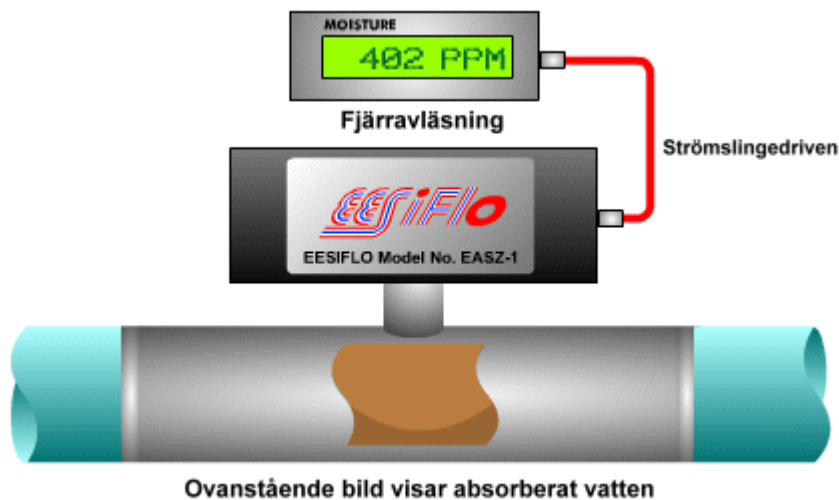 MOISTURE
402 PPM
Fjärravläsning
Strömslingedriven
EESiFlo
EESIFLO Model No. EASZ-1
Ovanstående bild visar absorberat vatten